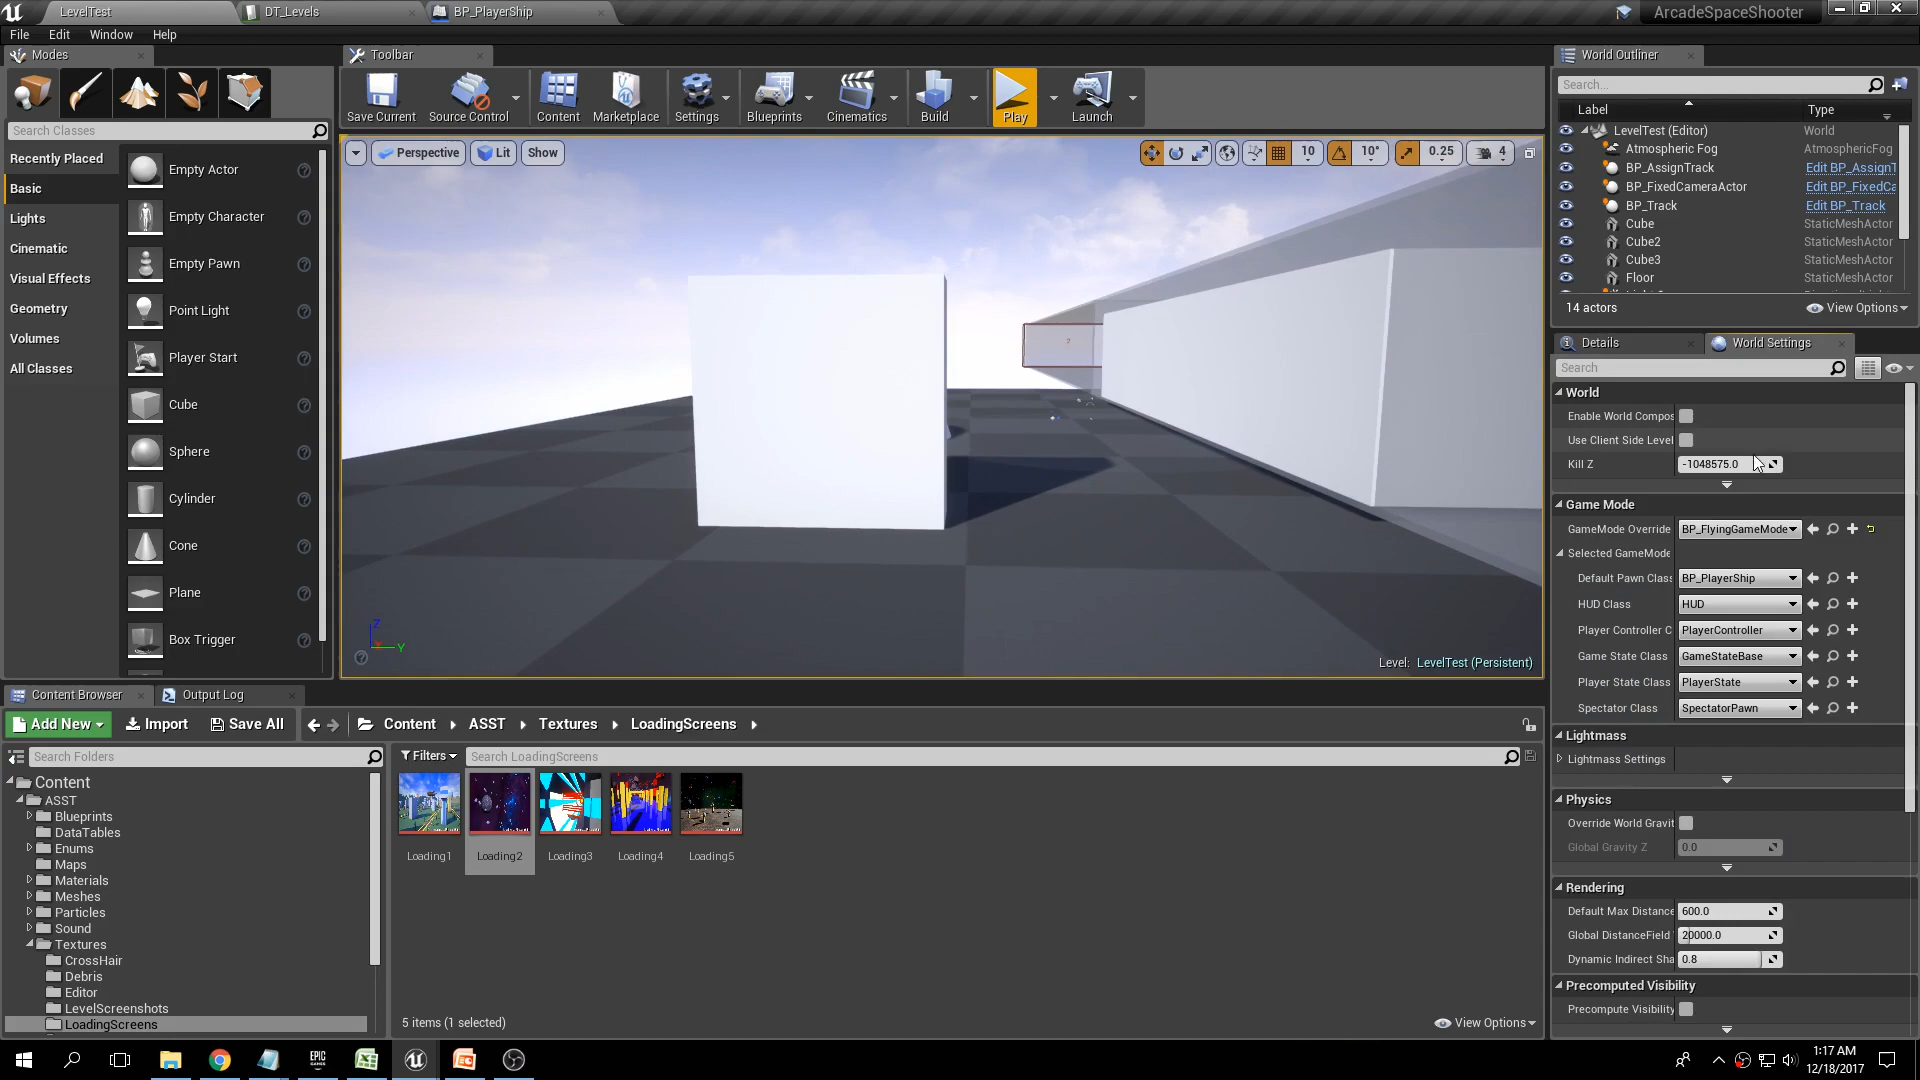 LevelTest
DT_Levels
BP_PlayerShip
ArcadeSpaceShooter
File Edit Window Help
Modes
Toolbar
World Outliner
Search Classes
Recently Placed
Basic
Lights
Cinematic
Visual Effects
Geometry
Volumes
All Classes
Empty Actor
Empty Character
Empty Pawn
Point Light
Player Start
Cube
Sphere
Cylinder
Cone
Plane
Box Trigger
Save Current
Source Control
Content
Marketplace
Settings
Blueprints
Cinematics
Build
Play
Launch
Perspective
Lit
Show
10
10°
0.25
4
Z
Y
Level: LevelTest (Persistent)
Search...
Label Type
LevelTest (Editor) World
Atmospheric Fog AtmosphericFog
BP_AssignTrack Edit BP_AssignT
BP_FixedCameraActor Edit BP_FixedCa
BP_Track Edit BP_Track
Cube StaticMeshActor
Cube2 StaticMeshActor
Cube3 StaticMeshActor
Floor StaticMeshActor
14 actors
View Options
Details
World Settings
Search
World
Enable World Compos
Use Client Side Level
Kill Z -1048575.0
Game Mode
GameMode Override BP_FlyingGameMode
Selected GameMode
Default Pawn Class BP_PlayerShip
HUD Class HUD
Player Controller C PlayerController
Game State Class GameStateBase
Player State Class PlayerState
Spectator Class SpectatorPawn
Lightmass
Lightmass Settings
Physics
Override World Gravit
Global Gravity Z 0.0
Rendering
Default Max Distance 600.0
Global DistanceField 20000.0
Dynamic Indirect Sha 0.8
Precomputed Visibility
Precompute Visibility
Content Browser
Output Log
Add New
Import
Save All
Content
ASST
Textures
LoadingScreens
Search Folders
Filters
Search LoadingScreens
Content
ASST
Blueprints
DataTables
Enums
Maps
Materials
Meshes
Particles
Sound
Textures
CrossHair
Debris
Editor
LevelScreenshots
LoadingScreens
Loading1
Loading2
Loading3
Loading4
Loading5
5 items (1 selected)
View Options
EPIC
GAMES
1:17 AM
12/18/2017